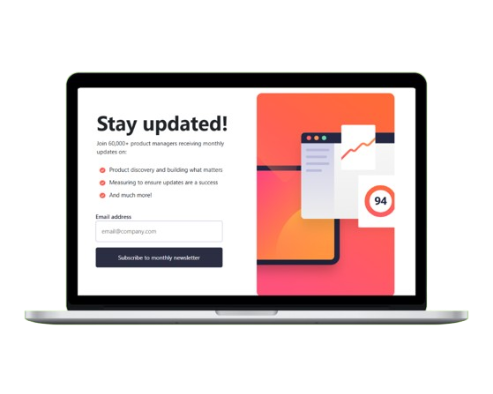 Stay updated!
Join 60,000+ product managers receiving monthly
updates on:
Product discovery and building what matters
Measuring to ensure updates are a success
And much more!
Email address
email@company.com
Subscribe to monthly newsletter
94